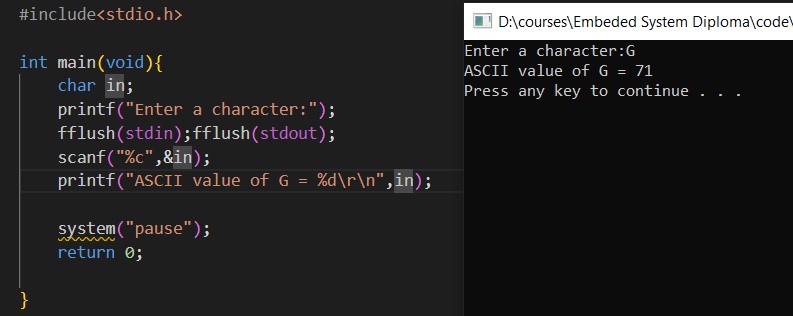 #include<stdio.h>
int main(void){
char in;
printf("Enter a character:");
fflush(stdin);fflush(stdout);
scanf("%c",&in);
printf("ASCII value of G = %d\r\n",in);
system("pause");
return 0;
}
D:\courses\Embeded System Diploma\code\
Enter a character:G
ASCII value of G = 71
Press any key to continue . . .